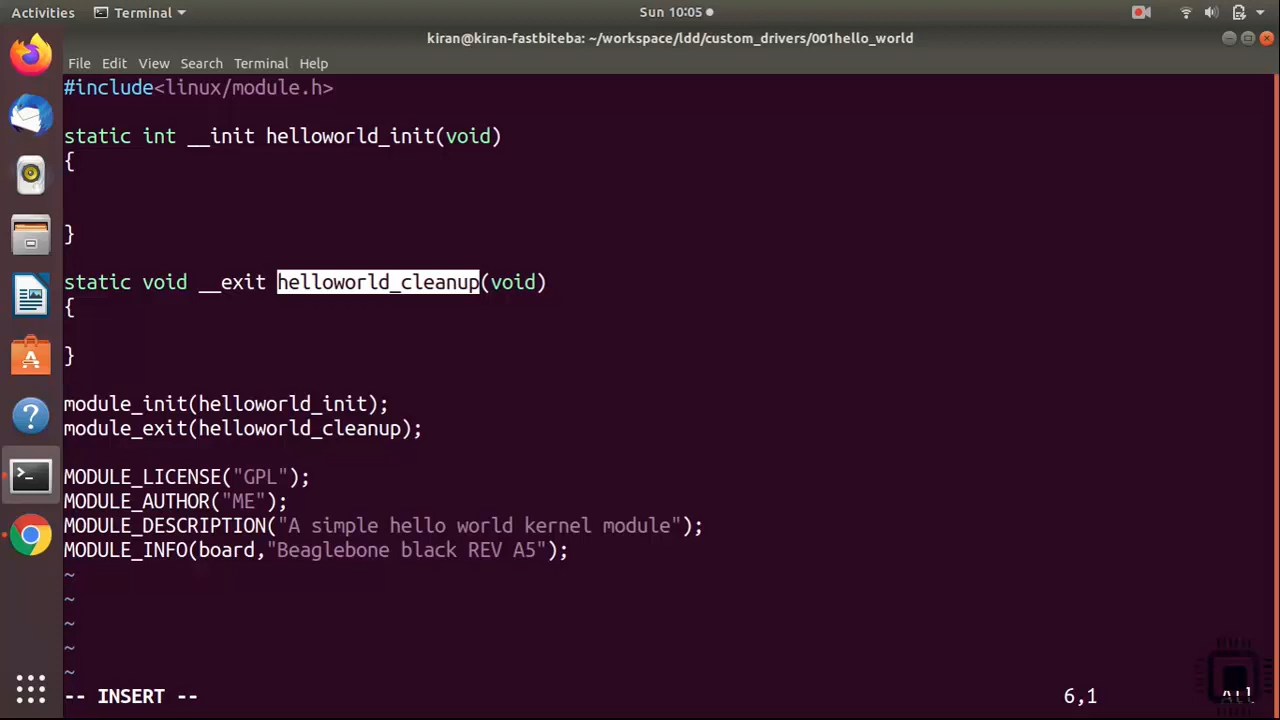 Activities Terminal Sun 10:05
kiran@kiran-fastbiteba: ~/workspace/ldd/custom_drivers/001hello_world
File Edit View Search Terminal Help
#include<linux/module.h>
static int __init helloworld_init(void)
{
}
static void __exit helloworld_cleanup(void)
{
}
module_init(helloworld_init);
module_exit(helloworld_cleanup);
MODULE_LICENSE("GPL");
MODULE_AUTHOR("ME");
MODULE_DESCRIPTION("A simple hello world kernel module");
MODULE_INFO(board,"Beaglebone black REV A5");
~
~
~
~
~
-- INSERT -- 6,1 All